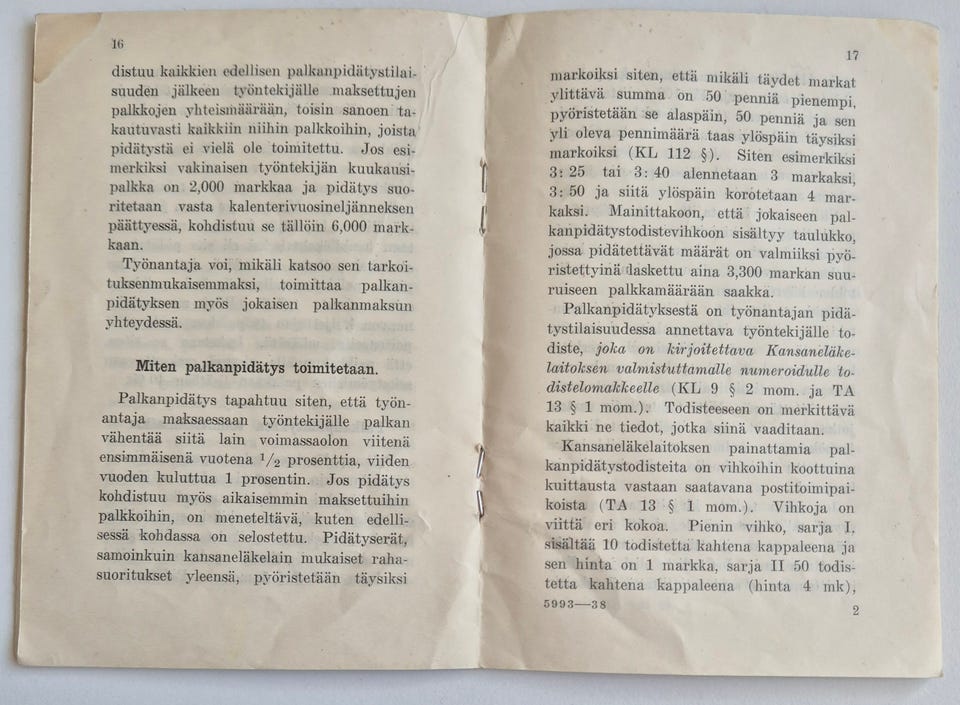 16
distuu kaikkien edellisen palkanpidätystilai-
suuden jälkeen työntekijälle maksettujen
palkkojen yhteismäärään, toisin sanoen ta-
kautuvasti kaikkiin niihin palkkoihin, joista
pidätystä ei vielä ole toimitettu. Jos esi-
merkiksi vakinaisen työntekijän kuukausi-
palkka on 2,000 markkaa ja pidätys suo-
ritetaan vasta kalenterivuosineljänneksen
päättyessä, kohdistuu se tällöin 6,000 mark-
kaan.
Työnantaja voi, mikäli katsoo sen tarkoi-
tuksenmukaisemmaksi, toimittaa palkan-
pidätyksen myös jokaisen palkanmaksun
yhteydessä.
Miten palkanpidätys toimitetaan.
Palkanpidätys tapahtuu siten, että työn-
antaja maksaessaan työntekijälle palkan
vähentää siitä lain voimassaolon viitenä
ensimmäisenä vuotena 1/2 prosenttia, viiden
vuoden kuluttua 1 prosentin. Jos pidätys
kohdistuu myös aikaisemmin maksettuihin
palkkoihin, on meneteltävä, kuten edelli-
sessä kohdassa on selostettu. Pidätyserät,
samoinkuin kansaneläkelain mukaiset raha-
suoritukset yleensä, pyöristetään täysiksi
17
markoiksi siten, että mikäli täydet markat
ylittävä summa on 50 penniä pienempi,
pyöristetään se alaspäin, 50 penniä ja sen
yli oleva pennimäärä taas ylöspäin täysiksi
markoiksi (KL 112 §). Siten esimerkiksi
3: 25 tai 3: 40 alennetaan 3 markaksi,
3: 50 ja siitä ylöspäin korotetaan 4 mar-
kaksi. Mainittakoon, että jokaiseen pal-
kanpidätystodistevihkoon sisältyy taulukko,
jossa pidätettävät määrät on valmiiksi pyö-
ristettyinä laskettu aina 3,300 markan suu-
ruiseen palkkamäärään saakka.
Palkanpidätyksestä on työnantajan pidä-
tystilaisuudessa annettava työntekijälle to-
diste, joka on kirjoitettava Kansaneläke-
laitoksen valmistuttamalle numeroidulle to-
distelomakkeelle (KL 9 § 2 mom. ja TA
13 § 1 mom.). Todisteeseen on merkittävä
kaikki ne tiedot, jotka siinä vaaditaan.
Kansaneläkelaitoksen painattamia pal-
kanpidätystodisteita on vihkoihin koottuina
kuittausta vastaan saatavana postitoimipai-
koista (TA 13 § 1 mom.). Vihkoja on
viittä eri kokoa. Pienin vihko, sarja I,
sisältää 10 todistetta kahtena kappaleena ja
sen hinta on 1 markka, sarja II 50 todis-
tetta kahtena kappaleena (hinta 4 mk),
5993—38
2